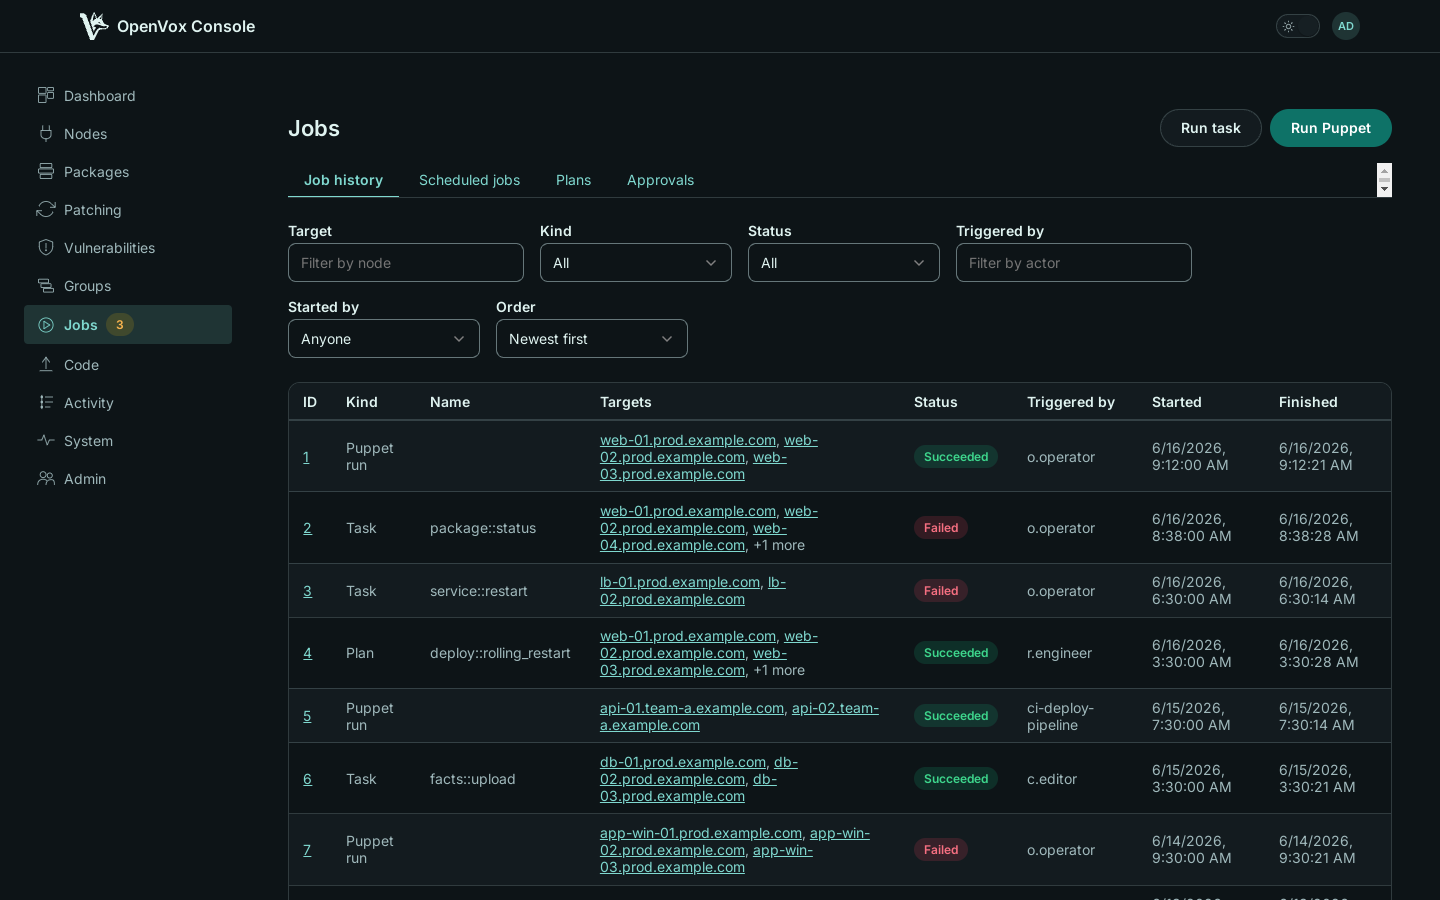 OpenVox Console
AD
Dashboard
Nodes
Packages
Patching
Vulnerabilities
Groups
Jobs 3
Code
Activity
System
Admin
Jobs
Run task
Run Puppet
Job history
Scheduled jobs
Plans
Approvals
Target
Kind
Status
Triggered by
Filter by node
All
All
Filter by actor
Started by
Order
Anyone
Newest first
ID Kind Name Targets Status Triggered by Started Finished
1
Puppet
run
web-01.prod.example.com, web-
02.prod.example.com, web-
03.prod.example.com
Succeeded
o.operator
6/16/2026,
9:12:00 AM
6/16/2026,
9:12:21 AM
2
Task
package::status
web-01.prod.example.com, web-
02.prod.example.com, web-
04.prod.example.com, +1 more
Failed
o.operator
6/16/2026,
8:38:00 AM
6/16/2026,
8:38:28 AM
3
Task
service::restart
lb-01.prod.example.com, lb-
02.prod.example.com
Failed
o.operator
6/16/2026,
6:30:00 AM
6/16/2026,
6:30:14 AM
4
Plan
deploy::rolling_restart
web-01.prod.example.com, web-
02.prod.example.com, web-
03.prod.example.com, +1 more
Succeeded
r.engineer
6/16/2026,
3:30:00 AM
6/16/2026,
3:30:28 AM
5
Puppet
run
api-01.team-a.example.com, api-02.team-
a.example.com
Succeeded
ci-deploy-
pipeline
6/15/2026,
7:30:00 AM
6/15/2026,
7:30:14 AM
6
Task
facts::upload
db-01.prod.example.com, db-
02.prod.example.com, db-
03.prod.example.com
Succeeded
c.editor
6/15/2026,
3:30:00 AM
6/15/2026,
3:30:21 AM
7
Puppet
run
app-win-01.prod.example.com, app-win-
02.prod.example.com, app-win-
03.prod.example.com
Failed
o.operator
6/14/2026,
9:30:00 AM
6/14/2026,
9:30:21 AM